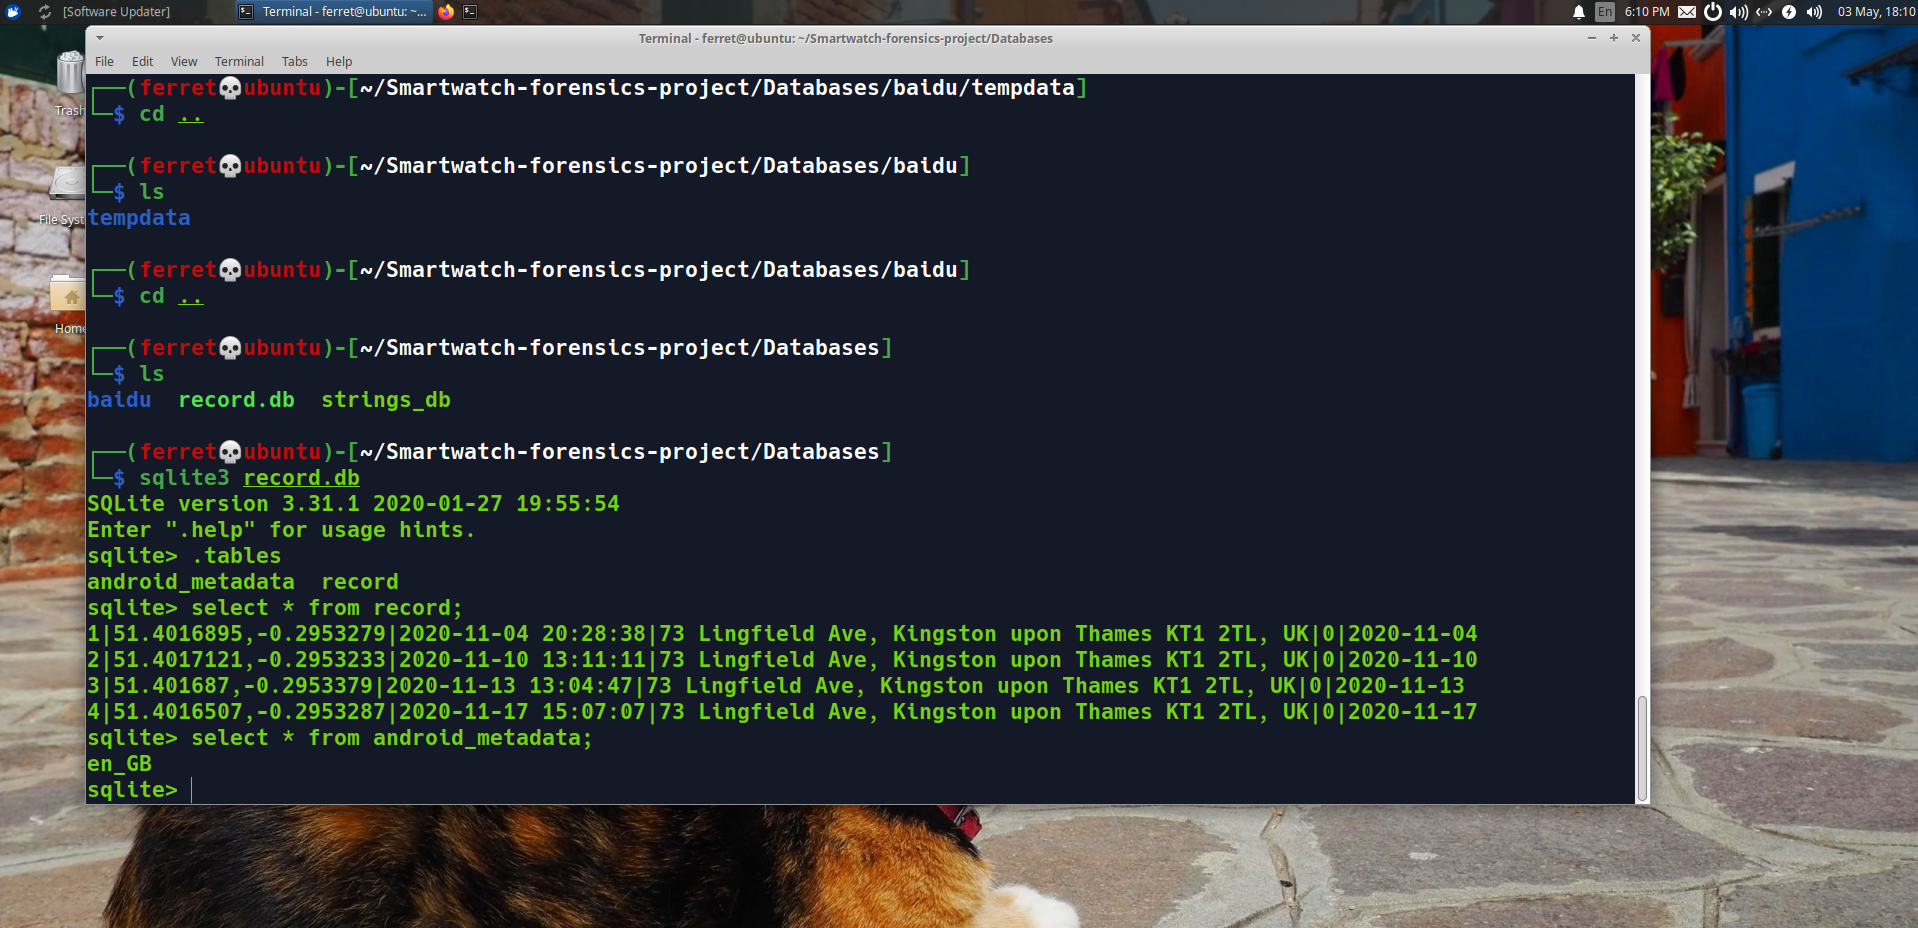 [Software Updater] Terminal - ferret@ubuntu: ~... En 6:10 PM 03 May, 18:10
Terminal - ferret@ubuntu: ~/Smartwatch-forensics-project/Databases
File Edit View Terminal Tabs Help
Trash
File Syst
Home
(ferret💀ubuntu)-[~/Smartwatch-forensics-project/Databases/baidu/tempdata]
$ cd ..
(ferret💀ubuntu)-[~/Smartwatch-forensics-project/Databases/baidu]
$ ls
tempdata
(ferret💀ubuntu)-[~/Smartwatch-forensics-project/Databases/baidu]
$ cd ..
(ferret💀ubuntu)-[~/Smartwatch-forensics-project/Databases]
$ ls
baidu record.db strings_db
(ferret💀ubuntu)-[~/Smartwatch-forensics-project/Databases]
$ sqlite3 record.db
SQLite version 3.31.1 2020-01-27 19:55:54
Enter ".help" for usage hints.
sqlite> .tables
android_metadata record
sqlite> select * from record;
1|51.4016895,-0.2953279|2020-11-04 20:28:38|73 Lingfield Ave, Kingston upon Thames KT1 2TL, UK|0|2020-11-04
2|51.4017121,-0.2953233|2020-11-10 13:11:11|73 Lingfield Ave, Kingston upon Thames KT1 2TL, UK|0|2020-11-10
3|51.401687,-0.2953379|2020-11-13 13:04:47|73 Lingfield Ave, Kingston upon Thames KT1 2TL, UK|0|2020-11-13
4|51.4016507,-0.2953287|2020-11-17 15:07:07|73 Lingfield Ave, Kingston upon Thames KT1 2TL, UK|0|2020-11-17
sqlite> select * from android_metadata;
en_GB
sqlite>